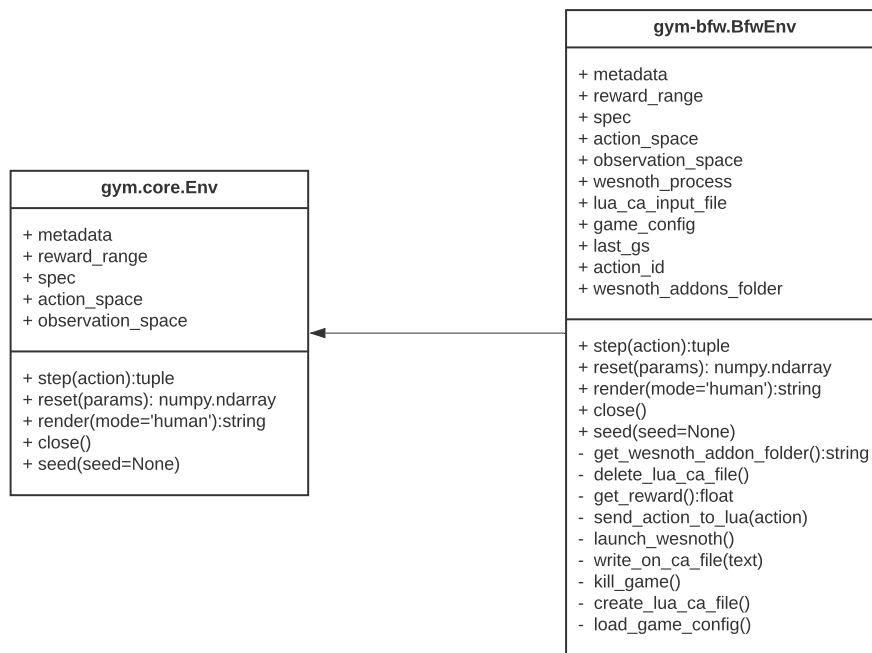 gym.core.Env
+ metadata
+ reward_range
+ spec
+ action_space
+ observation_space
+ step(action):tuple
+ reset(params): numpy.ndarray
+ render(mode='human'):string
+ close()
+ seed(seed=None)
gym-bfw.BfwEnv
+ metadata
+ reward_range
+ spec
+ action_space
+ observation_space
+ wesnoth_process
+ lua_ca_input_file
+ game_config
+ last_gs
+ action_id
+ wesnoth_addons_folder
+ step(action):tuple
+ reset(params): numpy.ndarray
+ render(mode='human'):string
+ close()
+ seed(seed=None)
- get_wesnoth_addon_folder():string
- delete_lua_ca_file()
- get_reward():float
- send_action_to_lua(action)
- launch_wesnoth()
- write_on_ca_file(text)
- kill_game()
- create_lua_ca_file()
- load_game_config()